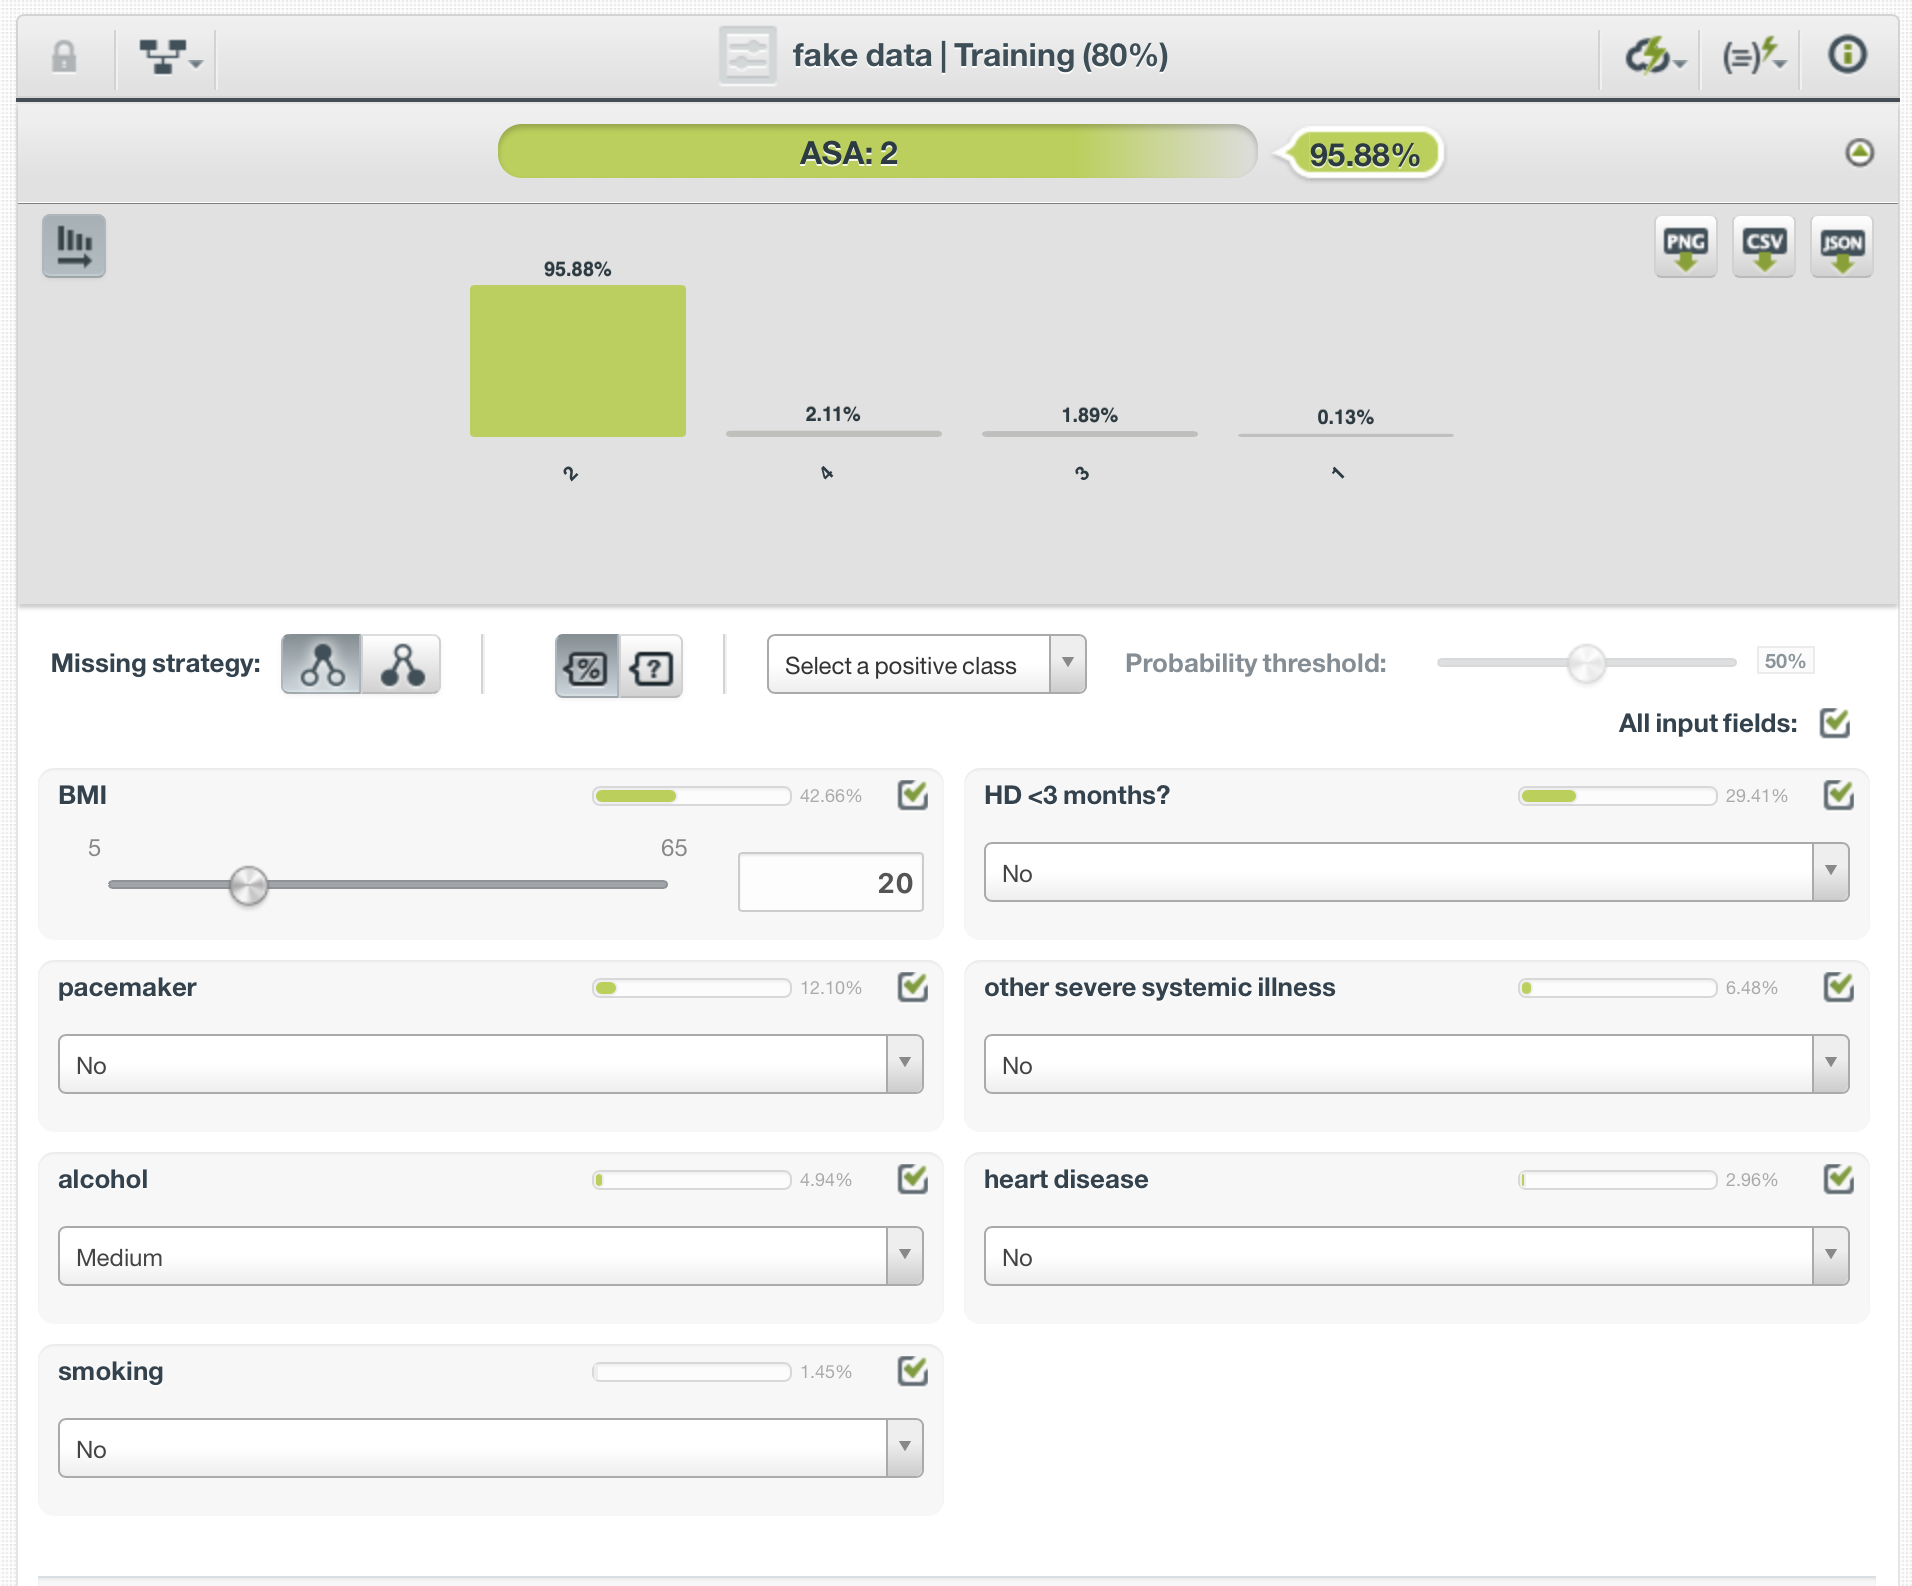 fake data | Training (80%)
ASA: 2
95.88%
PNG
CSV
JSON
95.88%
2.11%
1.89%
0.13%
2
4
3
1
Missing strategy:
%
?
Select a positive class
Probability threshold:
50%
All input fields:
BMI
42.66%
5
65
20
HD <3 months?
29.41%
No
pacemaker
12.10%
No
other severe systemic illness
6.48%
No
alcohol
4.94%
Medium
heart disease
2.96%
No
smoking
1.45%
No